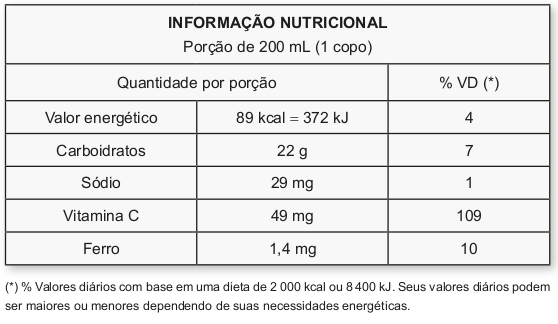 INFORMAÇÃO NUTRICIONAL
Porção de 200 mL (1 copo)
Quantidade por porção % VD (*)
Valor energético 89 kcal = 372 kJ 4
Carboidratos 22 g 7
Sódio 29 mg 1
Vitamina C 49 mg 109
Ferro 1,4 mg 10
(*) % Valores diários com base em uma dieta de 2 000 kcal ou 8 400 kJ. Seus valores diários podem
ser maiores ou menores dependendo de suas necessidades energéticas.